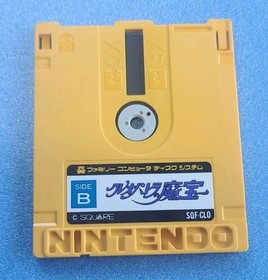 ファミリー コンピュータ ディスク システム
SIDE
B
クレオパトラの魔宝
© SQUARE
SQF-CLO
NINTENDO